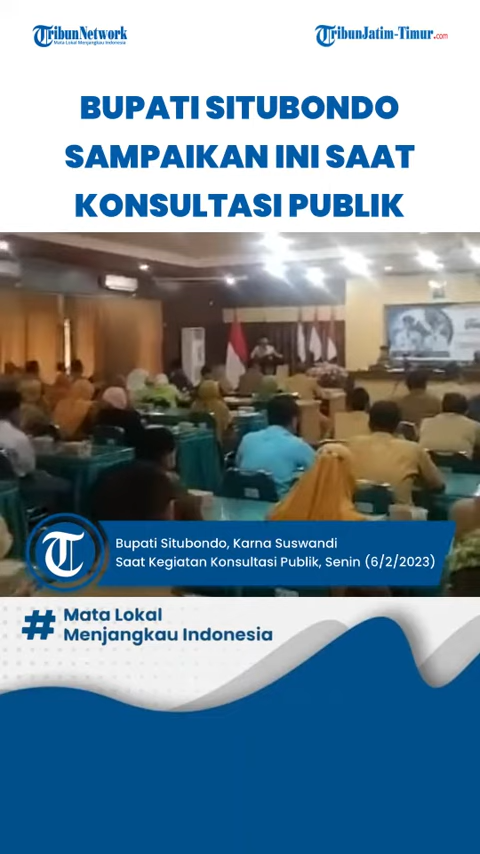 TribunNetwork
Mata Lokal Menjangkau Indonesia
TribunJatim-Timur.com
BUPATI SITUBONDO
SAMPAIKAN INI SAAT
KONSULTASI PUBLIK
T
Bupati Situbondo, Karna Suswandi
Saat Kegiatan Konsultasi Publik, Senin (6/2/2023)
# Mata Lokal
Menjangkau Indonesia